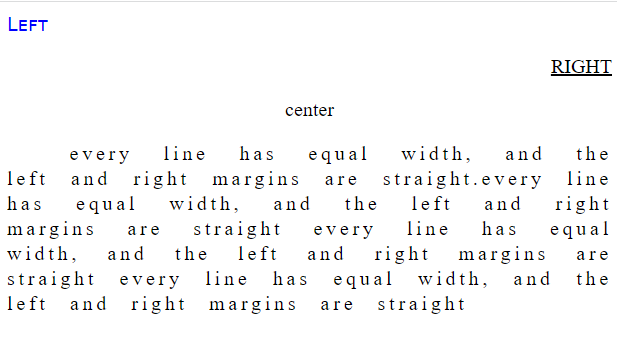 LEFT
RIGHT
center
every line has equal width, and the
left and right margins are straight.every line
has equal width, and the left and right
margins are straight every line has equal
width, and the left and right margins are
straight every line has equal width, and the
left and right margins are straight